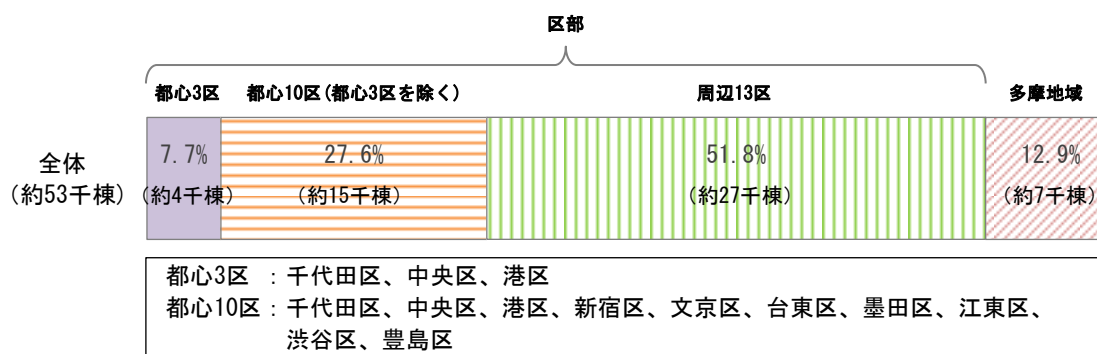 区部
都心3区 都心10区(都心3区を除く) 周辺13区 多摩地域
全体 7.7% 27.6% 51.8% 12.9%
(約53千棟) (約4千棟) (約15千棟) (約27千棟) (約7千棟)
都心3区 ：千代田区、中央区、港区
都心10区：千代田区、中央区、港区、新宿区、文京区、台東区、墨田区、江東区、
渋谷区、豊島区